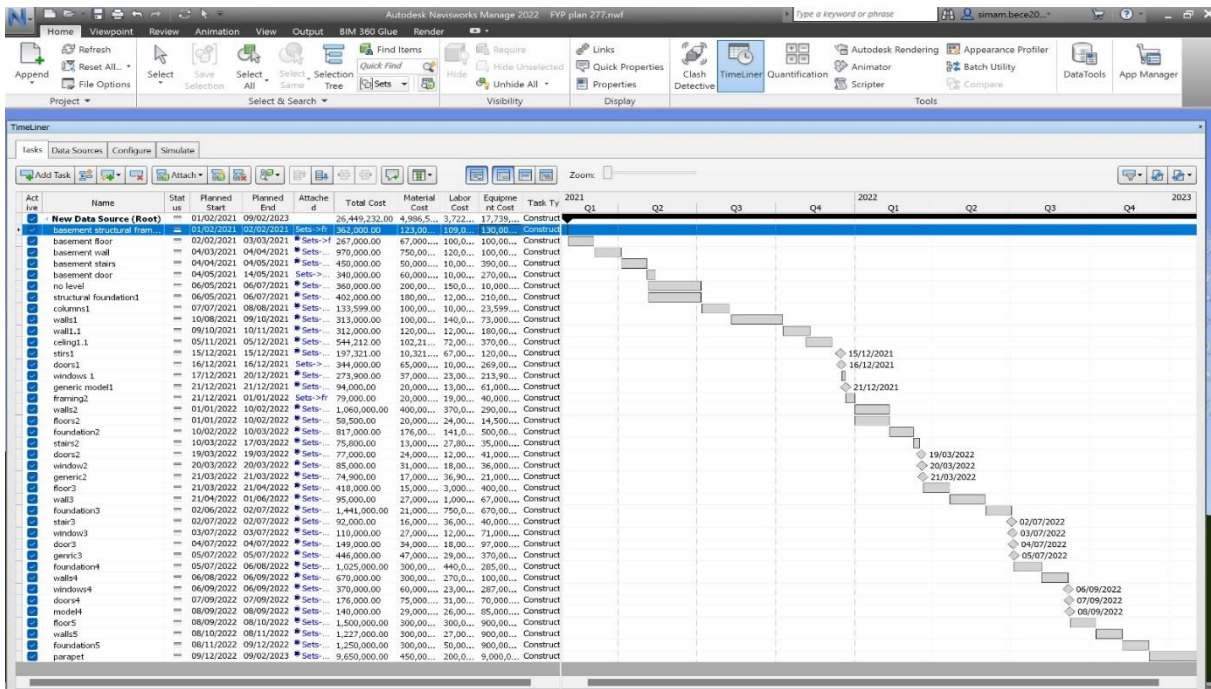 Autodesk Navisworks Manage 2022 FYP plan 277.nwf
Type a keyword or phrase
simam.bece20...
Home Viewpoint Review Animation View Output BIM 360 Glue Render
Append
Refresh
Reset All...
File Options
Project
Select
Save Selection
Select All
Select Same
Selection Tree
Find Items
Quick Find
Sets
Select & Search
Hide
Require
Hide Unselected
Unhide All
Visibility
Links
Quick Properties
Properties
Display
Clash Detective
TimeLiner
Quantification
Autodesk Rendering
Animator
Scripter
Appearance Profiler
Batch Utility
Compare
Tools
DataTools
App Manager
TimeLiner
Tasks Data Sources Configure Simulate
Add Task Attach Zoom:
Active Name Status Planned Start Planned End Attached Total Cost Material Cost Labor Cost Equipment Cost Task Ty
2021 2022 2023
Q1 Q2 Q3 Q4 Q1 Q2 Q3 Q4
New Data Source (Root) 01/02/2021 09/02/2023 26,449,232.00 4,986,5... 3,722... 17,739,... Construct
basement structural fram... 01/02/2021 02/02/2021 Sets->fr 362,000.00 123,00... 109,0... 130,00... Construct
basement floor 02/02/2021 03/03/2021 Sets->f 267,000.00 67,000.... 100,0... 100,00... Construct
basement wall 04/03/2021 04/04/2021 Sets-... 970,000.00 750,00... 120,0... 100,00... Construct
basement stairs 04/04/2021 04/05/2021 Sets-... 450,000.00 50,000.... 10,00... 390,00... Construct
basement door 04/05/2021 14/05/2021 Sets->... 340,000.00 60,000.... 10,00... 270,00... Construct
no level 06/05/2021 06/07/2021 Sets-... 360,000.00 200,00... 150,0... 10,000.... Construct
structural foundation1 06/05/2021 06/07/2021 Sets-... 402,000.00 180,00... 12,00... 210,00... Construct
columns1 07/07/2021 08/08/2021 Sets-... 133,599.00 100,00... 10,00... 23,599.... Construct
walls1 10/08/2021 09/10/2021 Sets-... 313,000.00 100,00... 140,0... 73,000.... Construct
wall1.1 09/10/2021 10/11/2021 Sets-... 312,000.00 120,00... 12,00... 180,00... Construct
celing1.1 05/11/2021 05/12/2021 Sets-... 544,212.00 102,21... 72,00... 370,00... Construct
stirs1 15/12/2021 15/12/2021 Sets-... 197,321.00 10,321.... 67,00... 120,00... Construct 15/12/2021
doors1 16/12/2021 16/12/2021 Sets->... 344,000.00 65,000.... 10,00... 269,00... Construct 16/12/2021
windows 1 17/12/2021 20/12/2021 Sets-... 273,900.00 37,000.... 23,00... 213,90... Construct
generic model1 21/12/2021 21/12/2021 Sets-... 94,000.00 20,000.... 13,00... 61,000.... Construct 21/12/2021
framing2 21/12/2021 01/01/2022 Sets->fr 79,000.00 20,000.... 19,00... 40,000.... Construct
walls2 01/01/2022 10/02/2022 Sets-... 1,060,000.00 400,00... 370,0... 290,00... Construct
floors2 01/01/2022 10/02/2022 Sets-... 58,500.00 20,000.... 24,00... 14,500.... Construct
foundation2 10/02/2022 10/03/2022 Sets-... 817,000.00 176,00... 141,0... 500,00... Construct
stairs2 10/03/2022 17/03/2022 Sets-... 75,800.00 13,000.... 27,80... 35,000.... Construct
doors2 19/03/2022 19/03/2022 Sets-... 77,000.00 24,000.... 12,00... 41,000.... Construct 19/03/2022
window2 20/03/2022 20/03/2022 Sets-... 85,000.00 31,000.... 18,00... 36,000.... Construct 20/03/2022
generic2 21/03/2022 21/03/2022 Sets-... 74,900.00 17,000.... 36,90... 21,000.... Construct 21/03/2022
floor3 21/03/2022 21/04/2022 Sets-... 418,000.00 15,000.... 3,000.... 400,00... Construct
wall3 21/04/2022 01/06/2022 Sets-... 95,000.00 27,000.... 1,000.... 67,000.... Construct
foundation3 02/06/2022 02/07/2022 Sets-... 1,441,000.00 21,000.... 750,0... 670,00... Construct
stair3 02/07/2022 02/07/2022 Sets-... 92,000.00 16,000.... 36,00... 40,000.... Construct 02/07/2022
window3 03/07/2022 03/07/2022 Sets-... 110,000.00 27,000.... 12,00... 71,000.... Construct 03/07/2022
door3 04/07/2022 04/07/2022 Sets-... 149,000.00 34,000.... 18,00... 97,000.... Construct 04/07/2022
genric3 05/07/2022 05/07/2022 Sets-... 446,000.00 47,000.... 29,00... 370,00... Construct 05/07/2022
foundation4 05/07/2022 06/08/2022 Sets-... 1,025,000.00 300,00... 440,0... 285,00... Construct
walls4 06/08/2022 06/09/2022 Sets-... 670,000.00 300,00... 270,0... 100,00... Construct
windows4 06/09/2022 06/09/2022 Sets-... 370,000.00 60,000.... 23,00... 287,00... Construct 06/09/2022
doors4 07/09/2022 07/09/2022 Sets-... 176,000.00 75,000.... 31,00... 70,000.... Construct 07/09/2022
model4 08/09/2022 08/09/2022 Sets-... 140,000.00 29,000.... 26,00... 85,000.... Construct 08/09/2022
floor5 08/09/2022 08/10/2022 Sets-... 1,500,000.00 300,00... 300,0... 900,00... Construct
walls5 08/10/2022 08/11/2022 Sets-... 1,227,000.00 300,00... 27,00... 900,00... Construct
foundation5 08/11/2022 09/12/2022 Sets-... 1,250,000.00 300,00... 50,00... 900,00... Construct
parapet 09/12/2022 09/02/2023 Sets-... 9,650,000.00 450,00... 200,0... 9,000,0... Construct